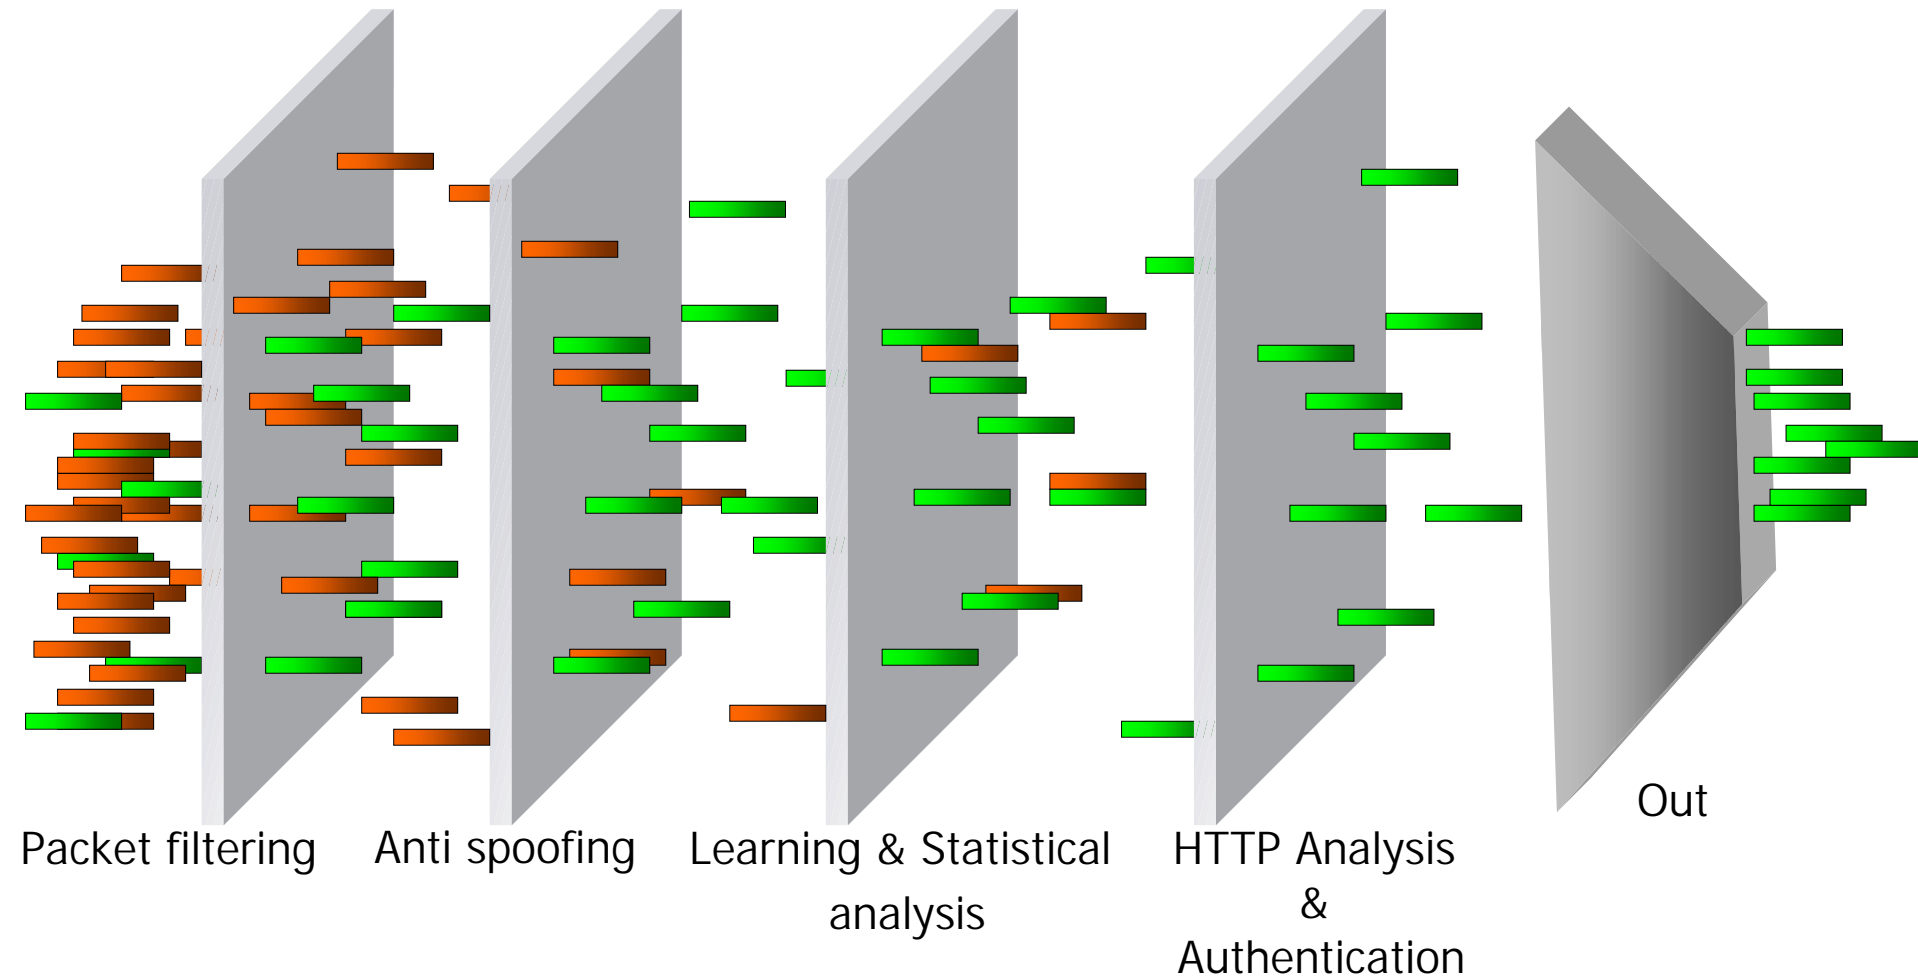 Packet filtering
Anti spoofing
Learning & Statistical
analysis
HTTP Analysis
&
Authentication
Out